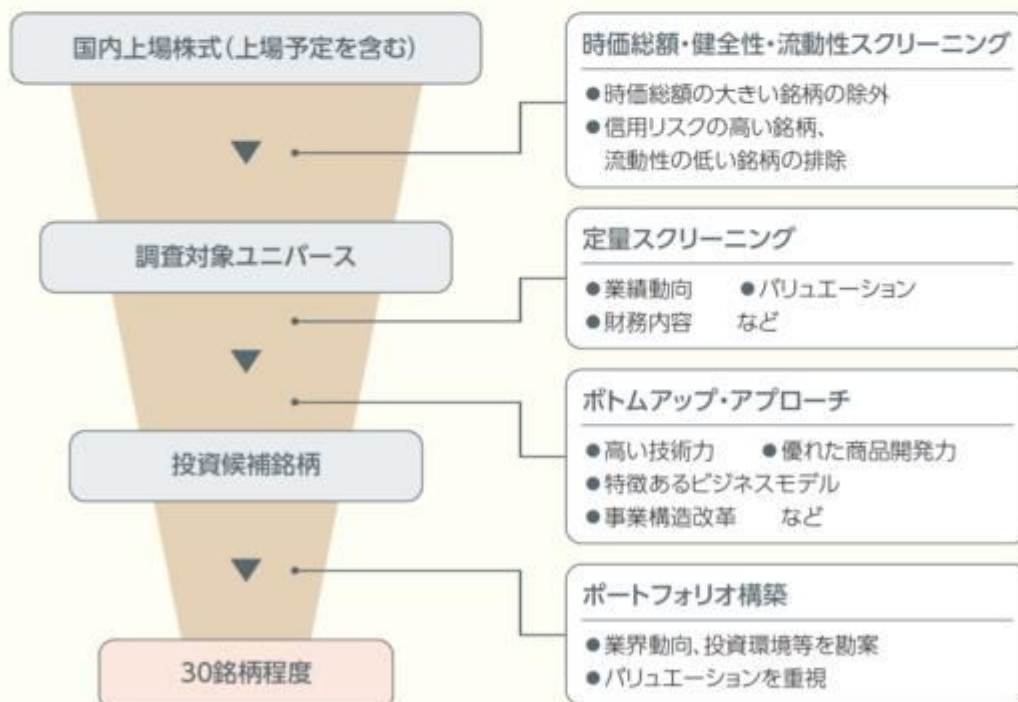 国内上場株式(上場予定を含む)
時価総額・健全性・流動性スクリーニング
●時価総額の大きい銘柄の除外
●信用リスクの高い銘柄、
流動性の低い銘柄の排除
調査対象ユニバース
定量スクリーニング
●業績動向 ●バリュエーション
●財務内容 など
ボトムアップ・アプローチ
●高い技術力 ●優れた商品開発力
●特徴あるビジネスモデル
●事業構造改革 など
投資候補銘柄
ポートフォリオ構築
●業界動向、投資環境等を勘案
●バリュエーションを重視
30銘柄程度